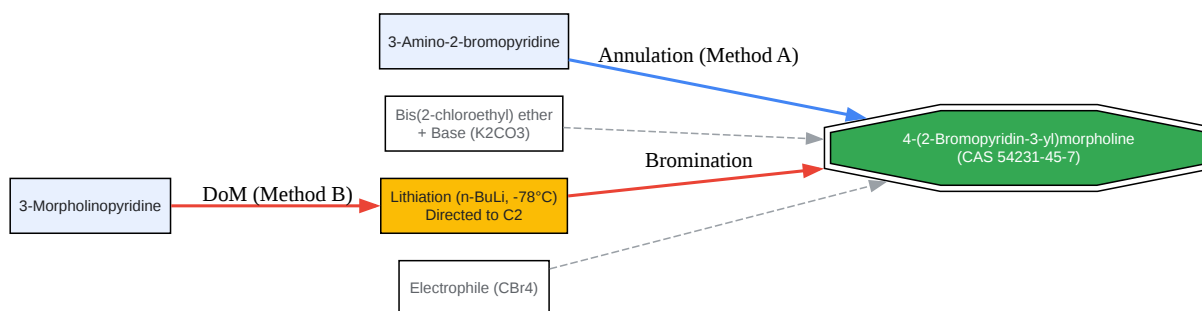 3-Amino-2-bromopyridine
Annulation (Method A)
Bis(2-chloroethyl) ether
+ Base (K2CO3)
4-(2-Bromopyridin-3-yl)morpholine
(CAS 54231-45-7)
Bromination
3-Morpholinopyridine
DoM (Method B)
Lithiation (n-BuLi, -78°C)
Directed to C2
Electrophile (CBr4)